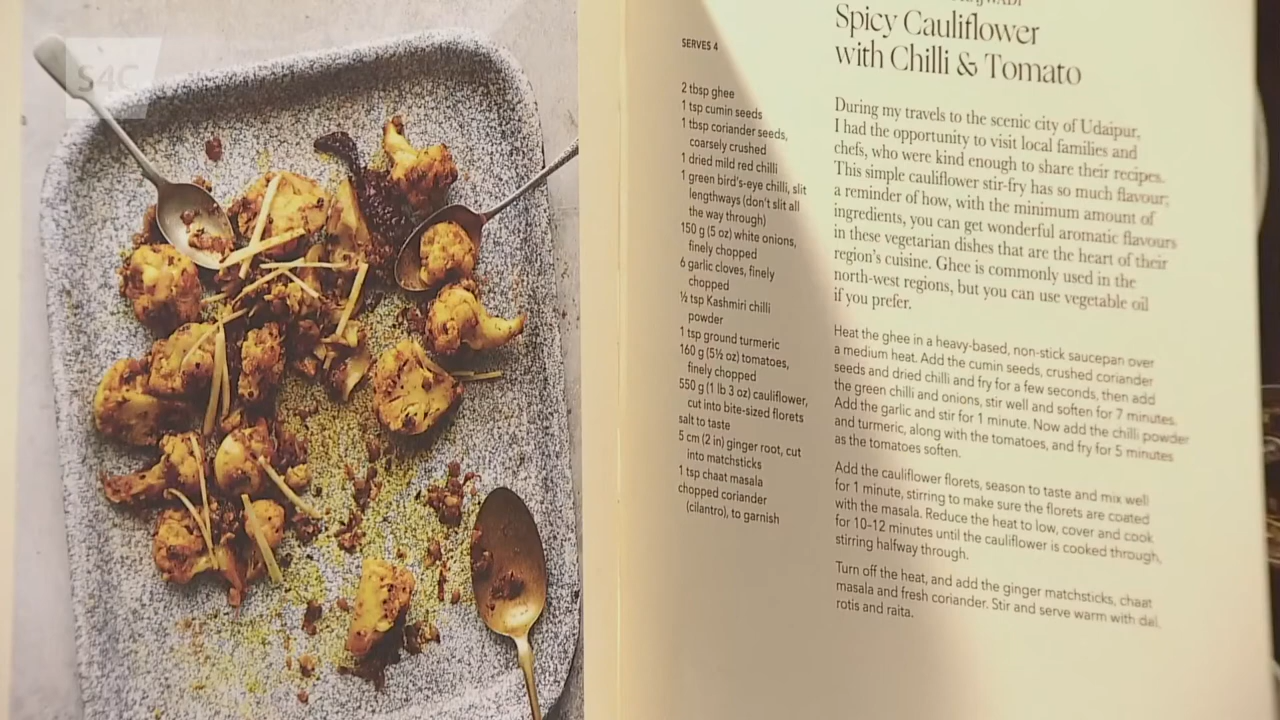 S4C
SERVES 4
2 tbsp ghee
1 tsp cumin seeds
1 tbsp coriander seeds,
coarsely crushed
1 dried mild red chilli
1 green bird's-eye chilli, slit
lengthways (don't slit all
the way through)
150 g (5 oz) white onions,
finely chopped
6 garlic cloves, finely
chopped
½ tsp Kashmiri chilli
powder
1 tsp ground turmeric
160 g (5½ oz) tomatoes,
finely chopped
550 g (1 lb 3 oz) cauliflower,
cut into bite-sized florets
salt to taste
5 cm (2 in) ginger root, cut
into matchsticks
1 tsp chaat masala
chopped coriander
(cilantro), to garnish
Spicy Cauliflower
with Chilli & Tomato
During my travels to the scenic city of Udaipur,
I had the opportunity to visit local families and
chefs, who were kind enough to share their recipes.
This simple cauliflower stir-fry has so much flavour;
a reminder of how, with the minimum amount of
ingredients, you can get wonderful aromatic flavours
in these vegetarian dishes that are the heart of their
region's cuisine. Ghee is commonly used in the
north-west regions, but you can use vegetable oil
if you prefer.
Heat the ghee in a heavy-based, non-stick saucepan over
a medium heat. Add the cumin seeds, crushed coriander
seeds and dried chilli and fry for a few seconds, then add
the green chilli and onions, stir well and soften for 7 minutes.
Add the garlic and stir for 1 minute. Now add the chilli powder
and turmeric, along with the tomatoes, and fry for 5 minutes
as the tomatoes soften.
Add the cauliflower florets, season to taste and mix well
for 1 minute, stirring to make sure the florets are coated
with the masala. Reduce the heat to low, cover and cook
for 10–12 minutes until the cauliflower is cooked through,
stirring halfway through.
Turn off the heat, and add the ginger matchsticks, chaat
masala and fresh coriander. Stir and serve warm with dal,
rotis and raita.